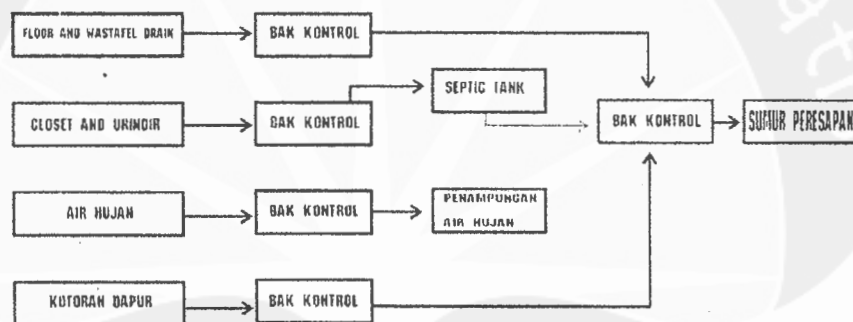 FLOOR AND WASTAFEL DRAIN
BAK KONTROL
SEPTIC TANK
CLOSET AND URINOIR
BAK KONTROL
BAK KONTROL
SUMUR PERESAPAN
AIR HUJAN
BAK KONTROL
PENAMPUNGAN
AIR HUJAN
KOTORAN DAPUR
BAK KONTROL